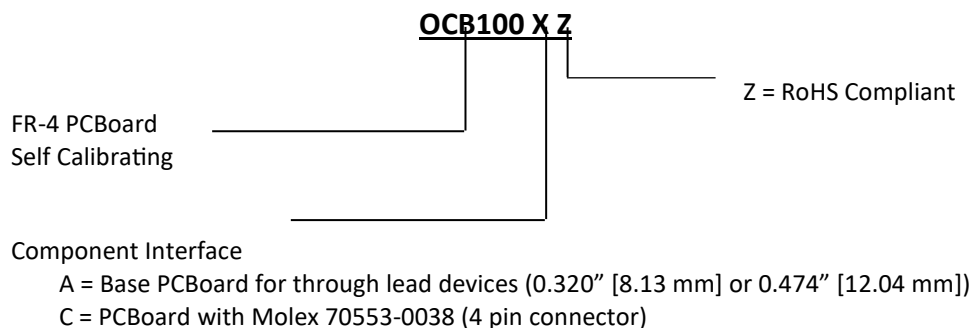 OCB100 X Z
Z = RoHS Compliant
FR-4 PCBoard
Self Calibrating
Component Interface
A = Base PCBoard for through lead devices (0.320” [8.13 mm] or 0.474” [12.04 mm])
C = PCBoard with Molex 70553-0038 (4 pin connector)